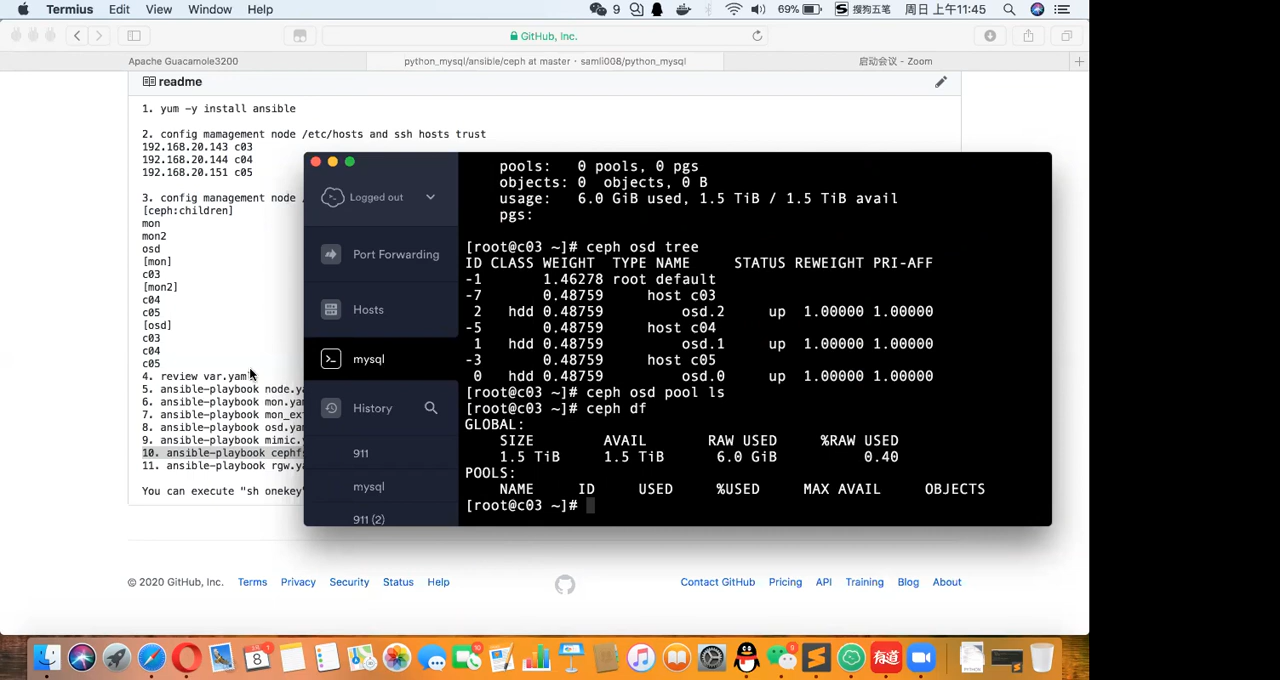 Termius Edit View Window Help
9 69% 搜狗五笔 周日 上午11:45
GitHub, Inc.
Apache Guacamole3200
python_mysql/ansible/ceph at master · samli008/python_mysql
启动会议 - Zoom
readme
1. yum -y install ansible
2. config management node /etc/hosts and ssh hosts trust
192.168.20.143 c03
192.168.20.144 c04
192.168.20.151 c05
3. config management node /
[ceph:children]
mon
mon2
osd
[mon]
c03
[mon2]
c04
c05
[osd]
c03
c04
c05
4. review var.yaml
5. ansible-playbook node.ya
6. ansible-playbook mon.yam
7. ansible-playbook mon_ext
8. ansible-playbook osd.yam
9. ansible-playbook mimic.y
10. ansible-playbook cephfs
11. ansible-playbook rgw.ya
You can execute "sh onekey"
Logged out
Port Forwarding
Hosts
mysql
History
911
mysql
911 (2)
pools: 0 pools, 0 pgs
objects: 0 objects, 0 B
usage: 6.0 GiB used, 1.5 TiB / 1.5 TiB avail
pgs:
[root@c03 ~]# ceph osd tree
ID CLASS WEIGHT TYPE NAME STATUS REWEIGHT PRI-AFF
-1 1.46278 root default
-7 0.48759 host c03
2 hdd 0.48759 osd.2 up 1.00000 1.00000
-5 0.48759 host c04
1 hdd 0.48759 osd.1 up 1.00000 1.00000
-3 0.48759 host c05
0 hdd 0.48759 osd.0 up 1.00000 1.00000
[root@c03 ~]# ceph osd pool ls
[root@c03 ~]# ceph df
GLOBAL:
SIZE AVAIL RAW USED %RAW USED
1.5 TiB 1.5 TiB 6.0 GiB 0.40
POOLS:
NAME ID USED %USED MAX AVAIL OBJECTS
[root@c03 ~]#
© 2020 GitHub, Inc. Terms Privacy Security Status Help
Contact GitHub Pricing API Training Blog About
8
有道